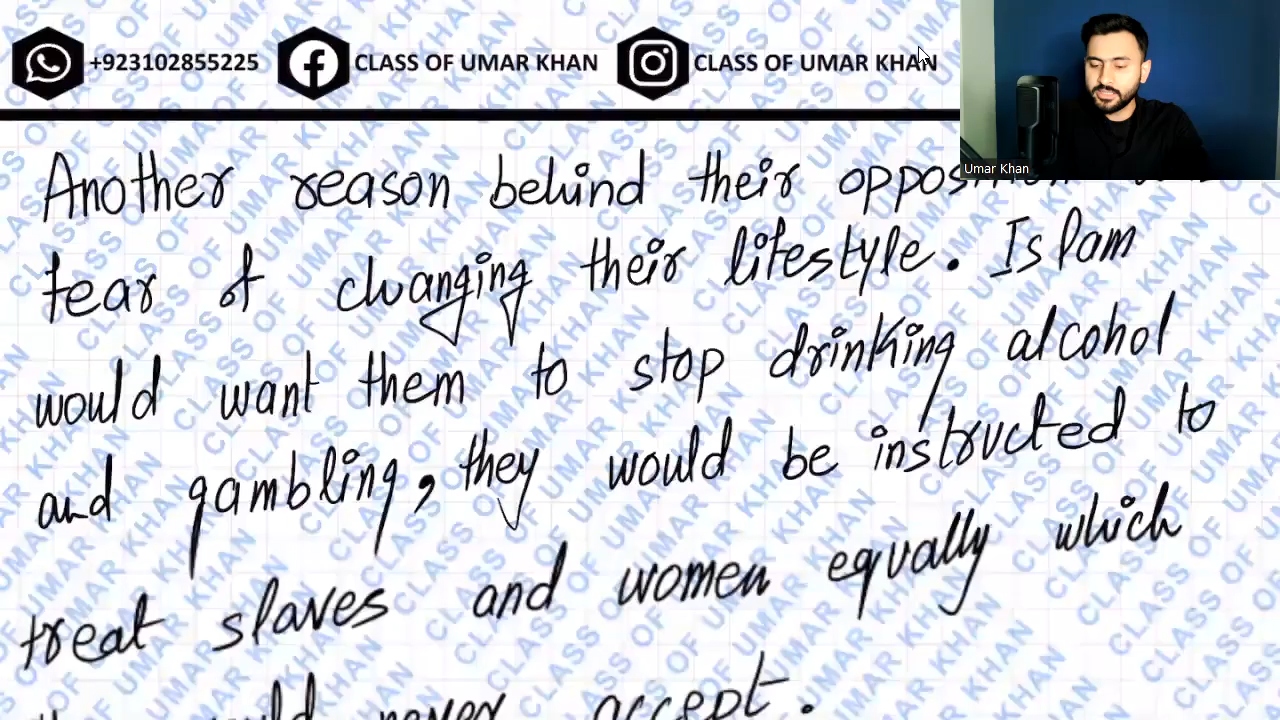 +923102855225 CLASS OF UMAR KHAN CLASS OF UMAR KHAN
Umar Khan
Another reason behind their
fear of changing their lifestyle. Islam
would want them to stop drinking alcohol
and gambling, they would be instructed to
treat slaves and women equally which
never accept.